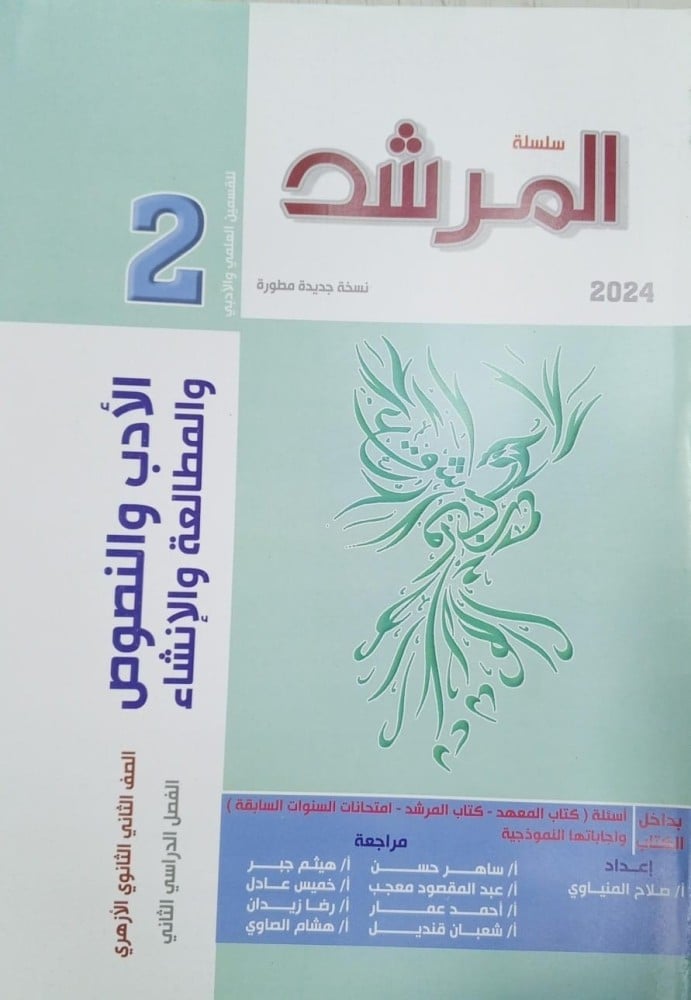 سلسلة
المرشد
2024
نسخة جديدة مطورة
للقسمين العلمي والأدبي
2
الأدب والنصوص
والمطالعة والإنشاء
الصف الثاني الثانوي الأزهري
الفصل الدراسي الثاني
بداخل الكتاب
أسئلة ( كتاب المعهد - كتاب المرشد - امتحانات السنوات السابقة )
وإجاباتها النموذجية
إعداد
أ/ صلاح المنياوي
مراجعة
أ/ ساهر حسن أ/ هيثم جبر
أ/ عبد المقصود معجب أ/ خميس عادل
أ/ أحمد عمار أ/ رضا زيدان
أ/ شعبان قنديل أ/ هشام الصاوي